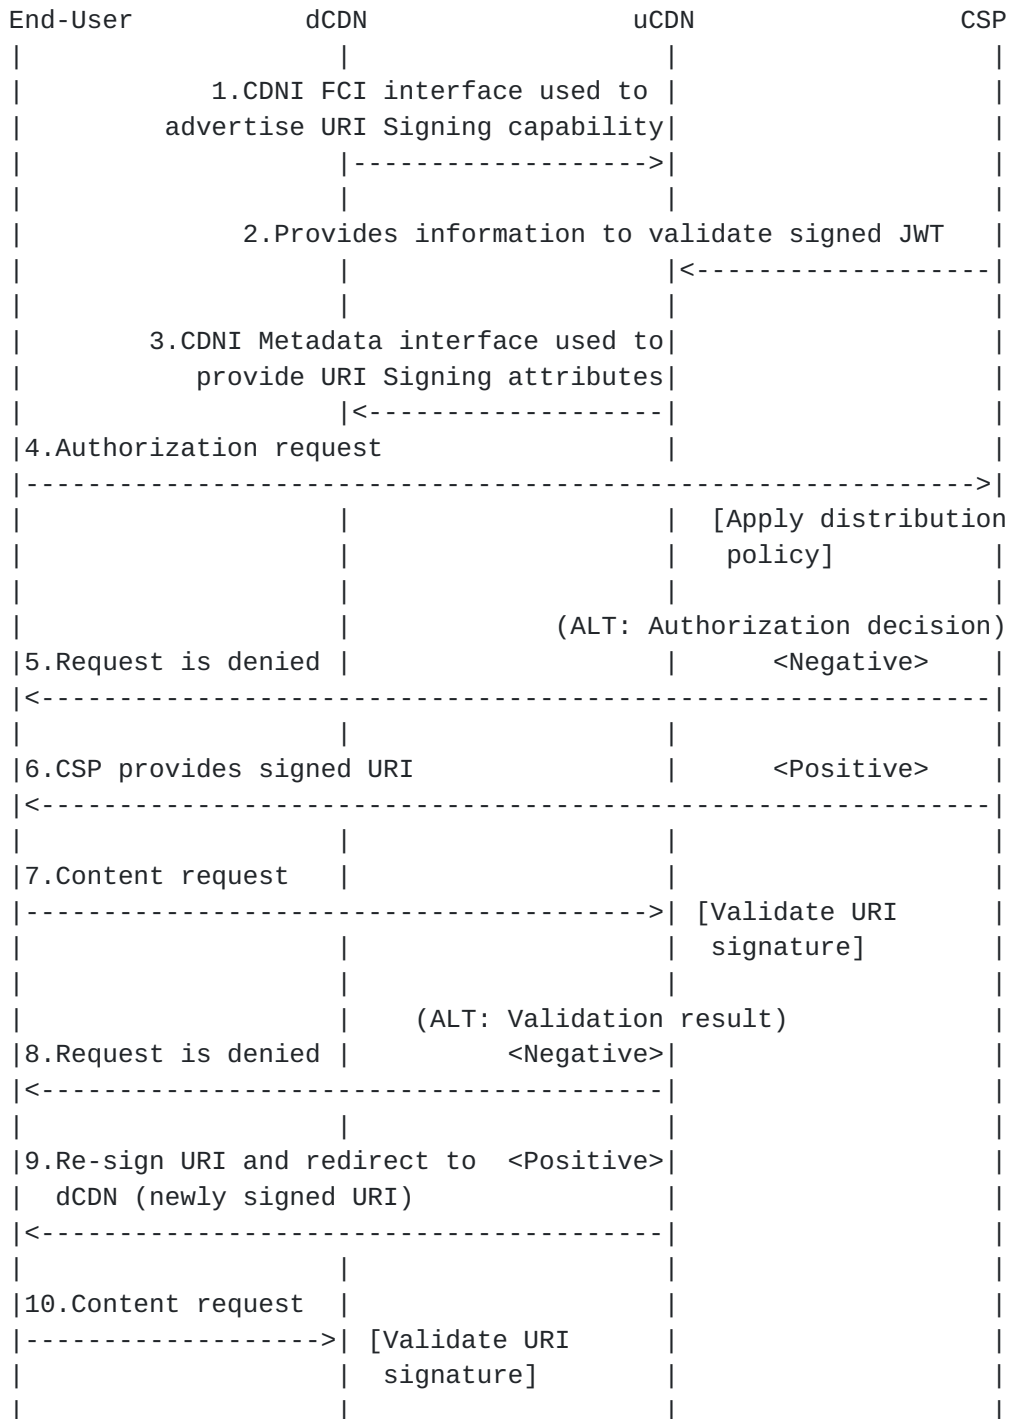 End-User           dCDN                 uCDN                 CSP
|                    |                    |                    |
|            1.CDNI FCI interface used to |                    |
|         advertise URI Signing capability|                    |
|                    |------------------->|                    |
|                    |                    |                    |
|              2.Provides information to validate signed JWT   |
|                    |                    |<-------------------|
|                    |                    |                    |
|        3.CDNI Metadata interface used to|                    |
|           provide URI Signing attributes|                    |
|                    |<-------------------|                    |
|4.Authorization request                  |                    |
|------------------------------------------------------------->|
|                    |                    |  [Apply distribution
|                    |                    |   policy]          |
|                    |                    |                    |
|                    |             (ALT: Authorization decision)
|5.Request is denied |                    |      <Negative>    |
|<-------------------------------------------------------------|
|                    |                    |                    |
|6.CSP provides signed URI                |      <Positive>    |
|<-------------------------------------------------------------|
|                    |                    |                    |
|7.Content request   |                    |                    |
|---------------------------------------->| [Validate URI      |
|                    |                    |  signature]        |
|                    |                    |                    |
|                    |    (ALT: Validation result)             |
|8.Request is denied |          <Negative>|                    |
|<----------------------------------------|                    |
|                    |                    |                    |
|9.Re-sign URI and redirect to  <Positive>|                    |
|  dCDN (newly signed URI)                |                    |
|<----------------------------------------|                    |
|                    |                    |                    |
|10.Content request  |                    |                    |
|------------------->| [Validate URI      |                    |
|                    |  signature]        |                    |
|                    |                    |                    |